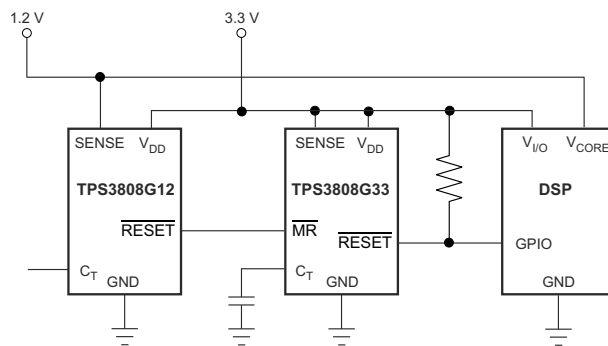 1.2 V 3.3 V
SENSE V_DD SENSE V_DD V_I/O V_CORE
TPS3808G12 TPS3808G33 DSP
RESET MR RESET GPIO
C_T GND C_T GND GND